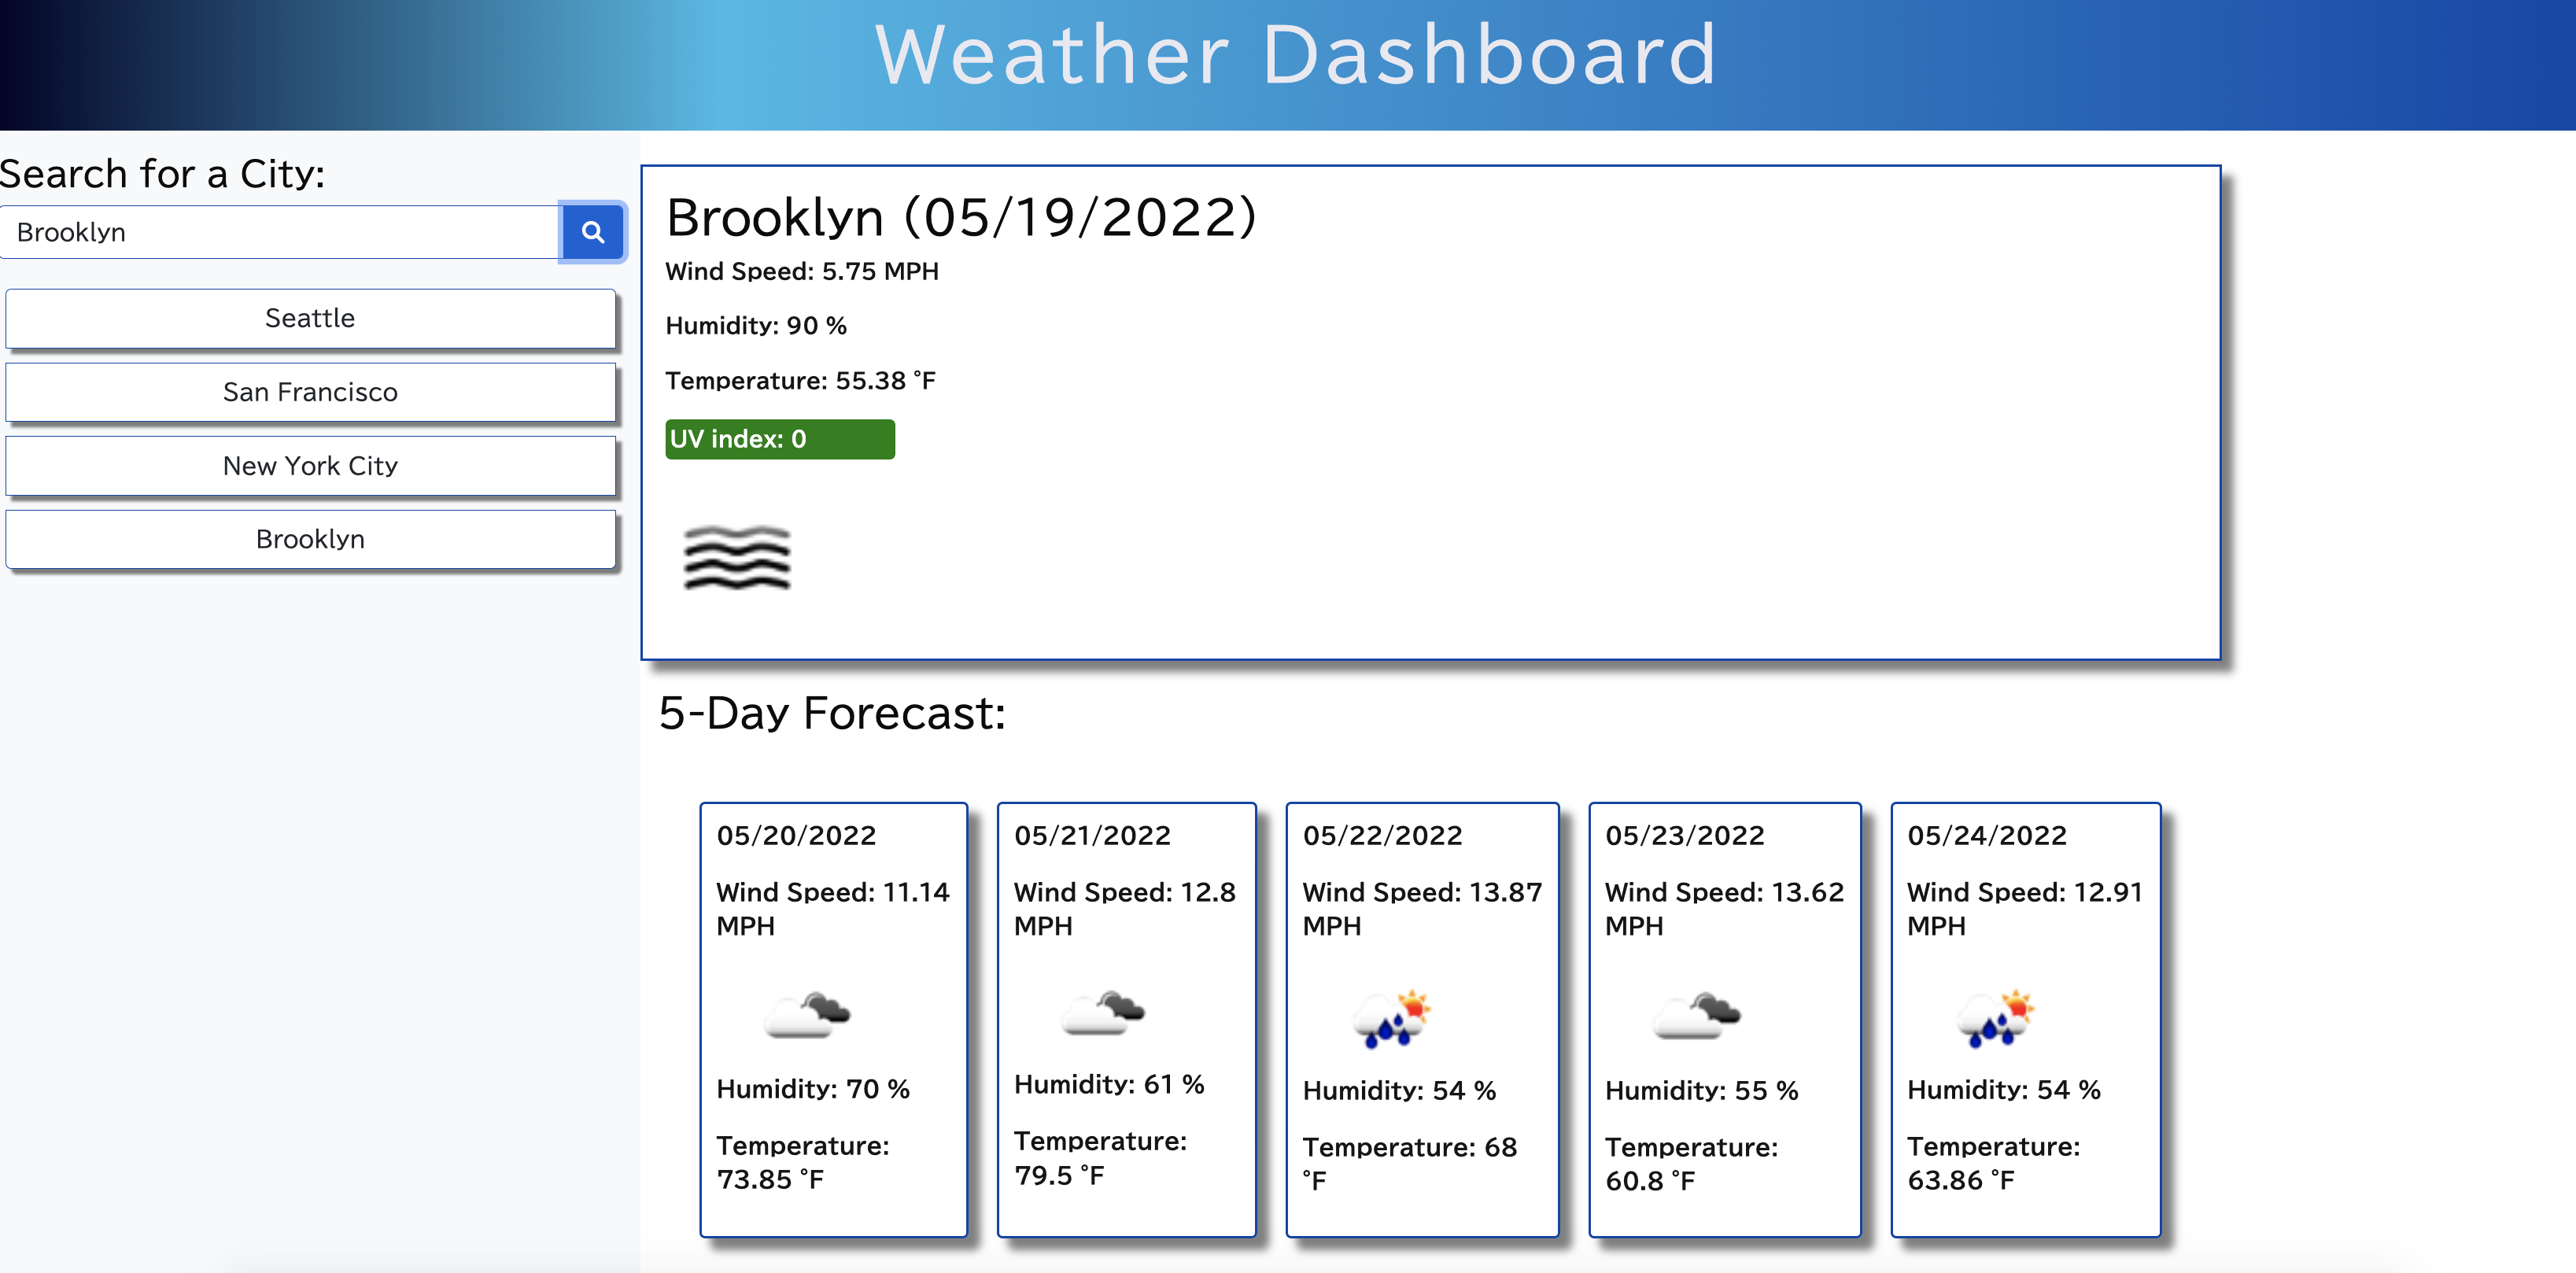 Weather Dashboard
Search for a City:
Brooklyn
Seattle
San Francisco
New York City
Brooklyn
Brooklyn (05/19/2022)
Wind Speed: 5.75 MPH
Humidity: 90 %
Temperature: 55.38 °F
UV index: 0
5-Day Forecast:
05/20/2022
Wind Speed: 11.14
MPH
Humidity: 70 %
Temperature:
73.85 °F
05/21/2022
Wind Speed: 12.8
MPH
Humidity: 61 %
Temperature:
79.5 °F
05/22/2022
Wind Speed: 13.87
MPH
Humidity: 54 %
Temperature: 68
°F
05/23/2022
Wind Speed: 13.62
MPH
Humidity: 55 %
Temperature:
60.8 °F
05/24/2022
Wind Speed: 12.91
MPH
Humidity: 54 %
Temperature:
63.86 °F